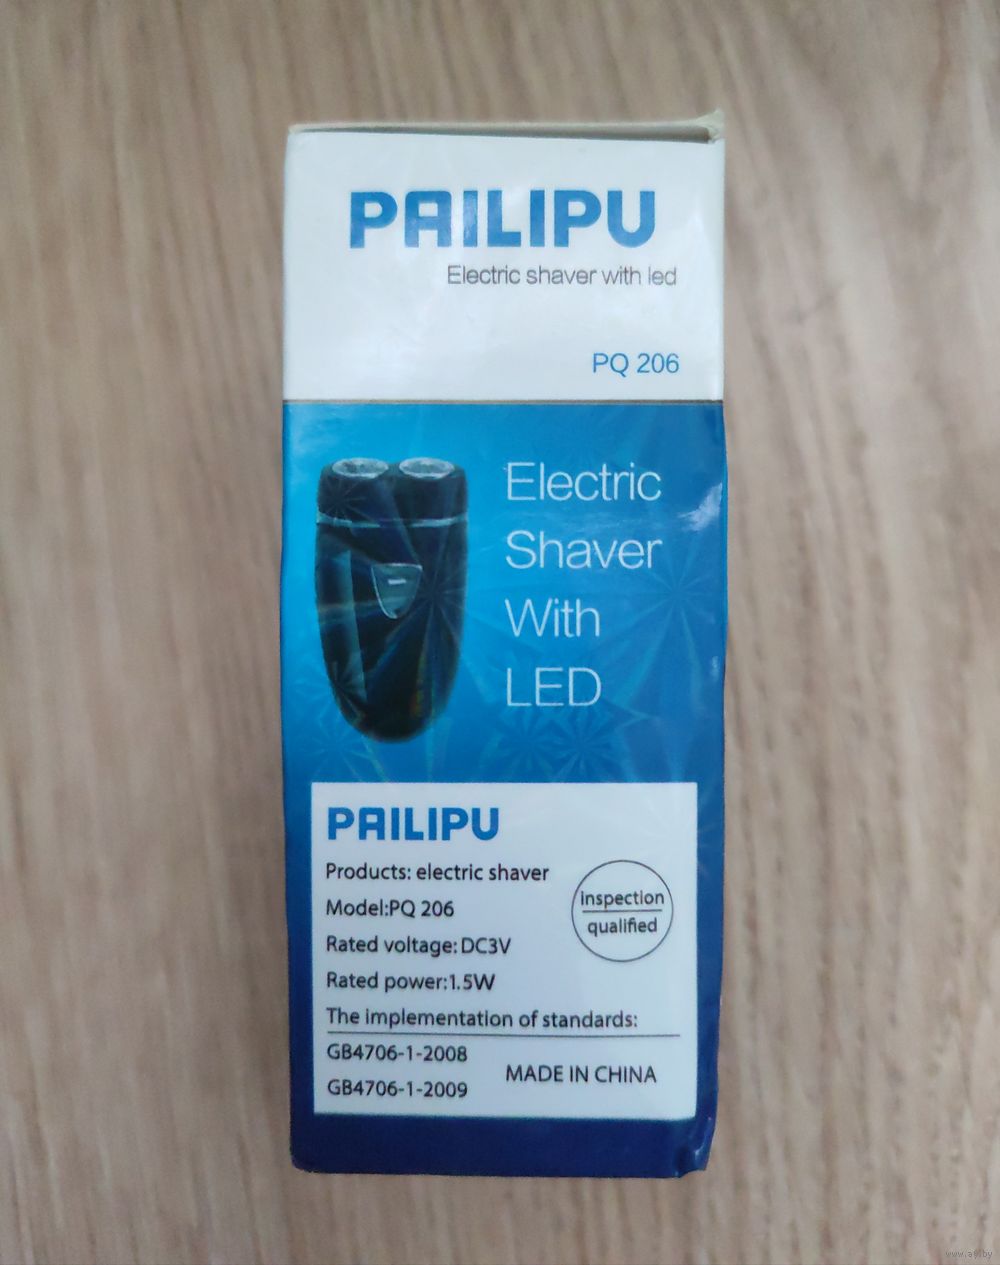 PAILIPU
Electric shaver with led
PQ 206
Electric
Shaver
With
LED
PAILIPU
Products: electric shaver
Model:PQ 206
Rated voltage:DC3V
Rated power:1.5W
inspection
qualified
The implementation of standards:
GB4706-1-2008
GB4706-1-2009
MADE IN CHINA